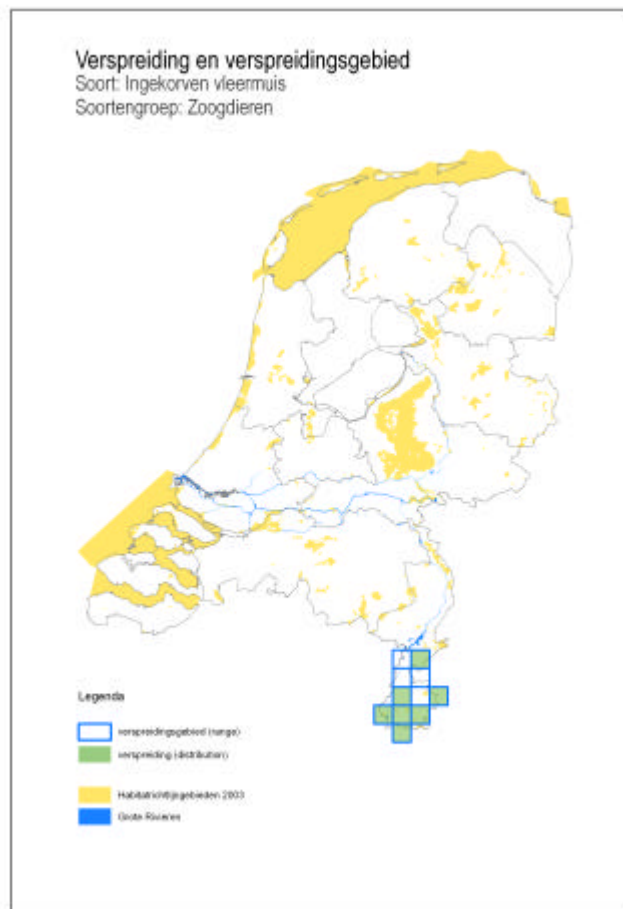 Verspreiding en verspreidingsgebied
Soort: Ingekorven vleermuis
Soortengroep: Zoogdieren
Legenda
verspreidingsgebied (range)
verspreiding (distribution)
Habitatrichtlijngebieden 2003
Grote Rivieren